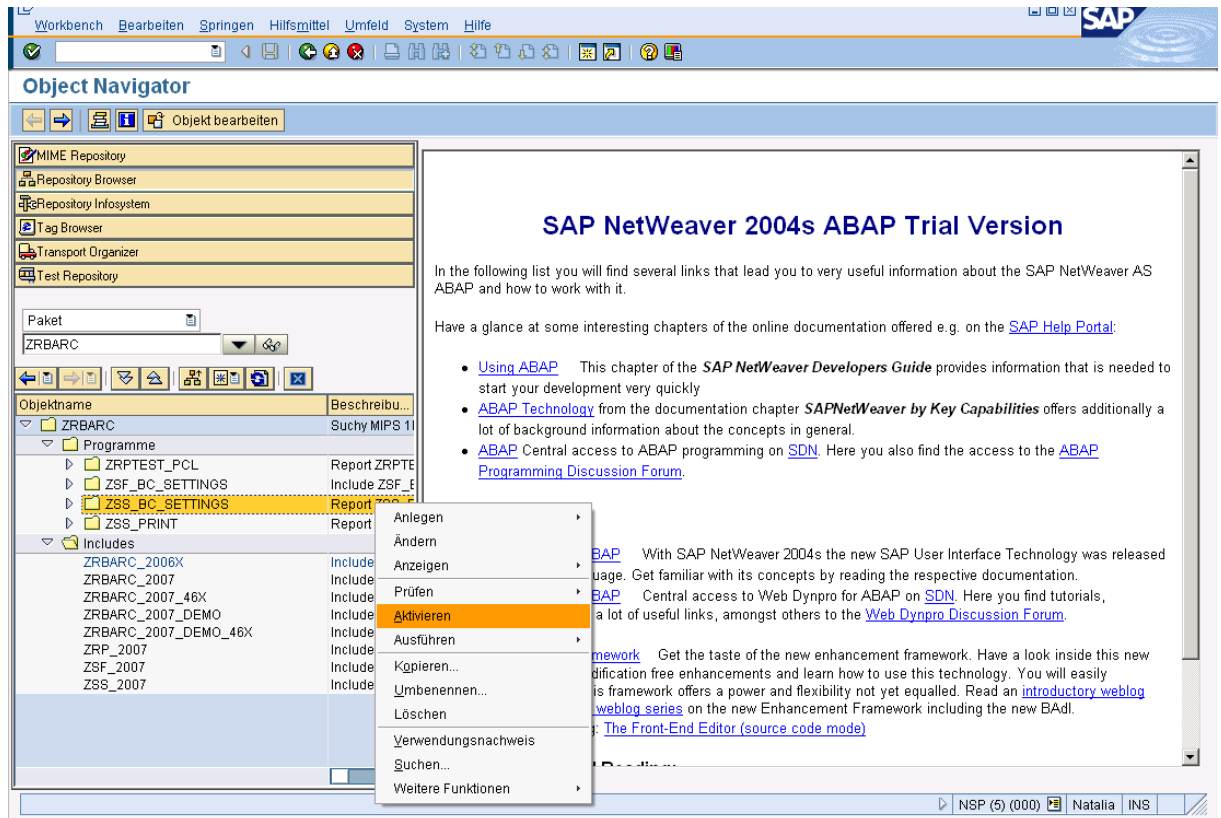 Workbench Bearbeiten Springen Hilfsmittel Umfeld System Hilfe
SAP
Object Navigator
Objekt bearbeiten
MIME Repository
Repository Browser
Repository Infosystem
Tag Browser
Transport Organizer
Test Repository
Paket
ZRBARC
Objektname Beschreibu...
ZRBARC Suchy MIPS 1
Programme
ZRPTEST_PCL Report ZRPTE
ZSF_BC_SETTINGS Include ZSF_
ZSS_BC_SETTINGS Report
ZSS_PRINT Report
Includes
ZRBARC_2006X Include
ZRBARC_2007 Include
ZRBARC_2007_46X Include
ZRBARC_2007_DEMO Include
ZRBARC_2007_DEMO_46X Include
ZRP_2007 Include
ZSF_2007 Include
ZSS_2007 Include
Anlegen
Ändern
Anzeigen
Prüfen
Aktivieren
Ausführen
Kopieren...
Umbenennen...
Löschen
Verwendungsnachweis
Suchen...
Weitere Funktionen
SAP NetWeaver 2004s ABAP Trial Version
In the following list you will find several links that lead you to very useful information about the SAP NetWeaver AS
ABAP and how to work with it.
Have a glance at some interesting chapters of the online documentation offered e.g. on the SAP Help Portal:
Using ABAP This chapter of the SAP NetWeaver Developers Guide provides information that is needed to
start your development very quickly
ABAP Technology from the documentation chapter SAPNetWeaver by Key Capabilities offers additionally a
lot of background information about the concepts in general.
ABAP Central access to ABAP programming on SDN. Here you also find the access to the ABAP
Programming Discussion Forum.
BAP With SAP NetWeaver 2004s the new SAP User Interface Technology was released
uage. Get familiar with its concepts by reading the respective documentation.
BAP Central access to Web Dynpro for ABAP on SDN. Here you find tutorials,
a lot of useful links, amongst others to the Web Dynpro Discussion Forum.
mework Get the taste of the new enhancement framework. Have a look inside this new
dification free enhancements and learn how to use this technology. You will easily
is framework offers a power and flexibility not yet equalled. Read an introductory weblog
weblog series on the new Enhancement Framework including the new BAdI.
: The Front-End Editor (source code mode)
NSP (5) (000) Natalia INS